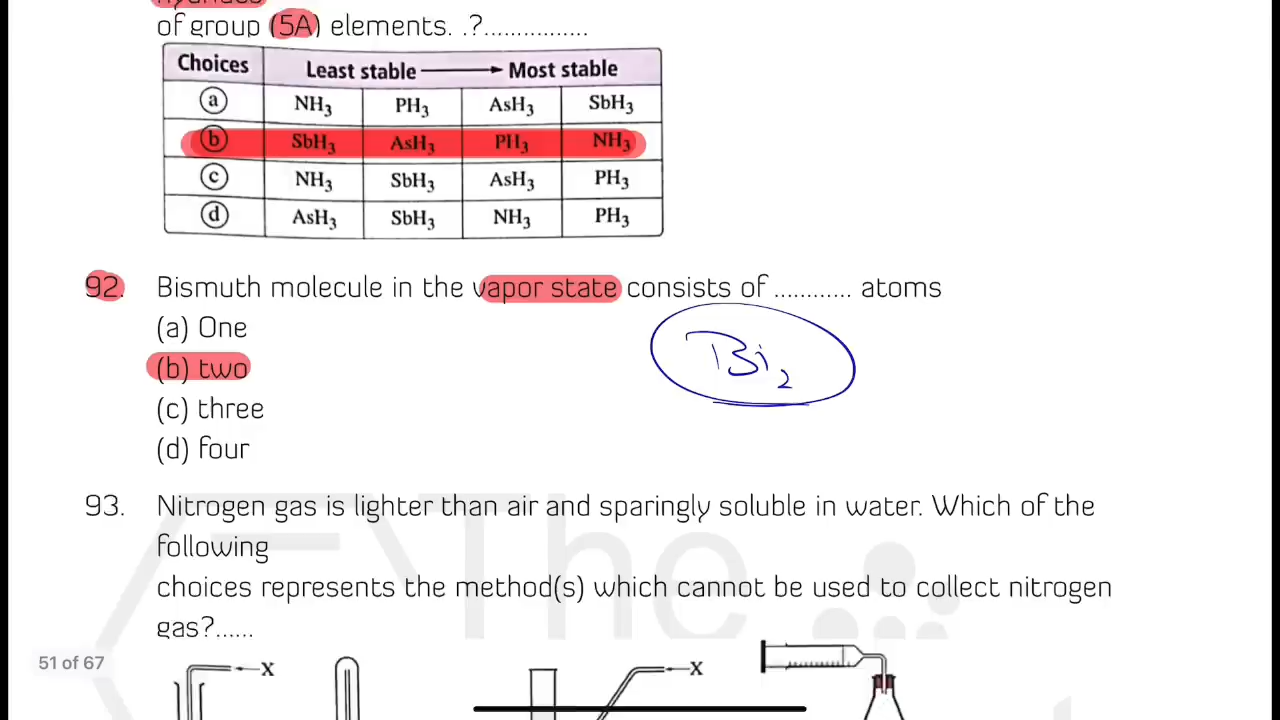 hydrides
of group (5A) elements. .?................
Choices Least stable → Most stable
ⓐ NH₃ PH₃ AsH₃ SbH₃
ⓑ SbH₃ AsH₃ PH₃ NH₃
ⓒ NH₃ SbH₃ AsH₃ PH₃
ⓓ AsH₃ SbH₃ NH₃ PH₃
92. Bismuth molecule in the vapor state consists of ............ atoms
(a) One
Bi₂
(b) two
(c) three
(d) four
93. Nitrogen gas is lighter than air and sparingly soluble in water. Which of the
following
choices represents the method(s) which cannot be used to collect nitrogen
gas?......
The
51 of 67
X
X